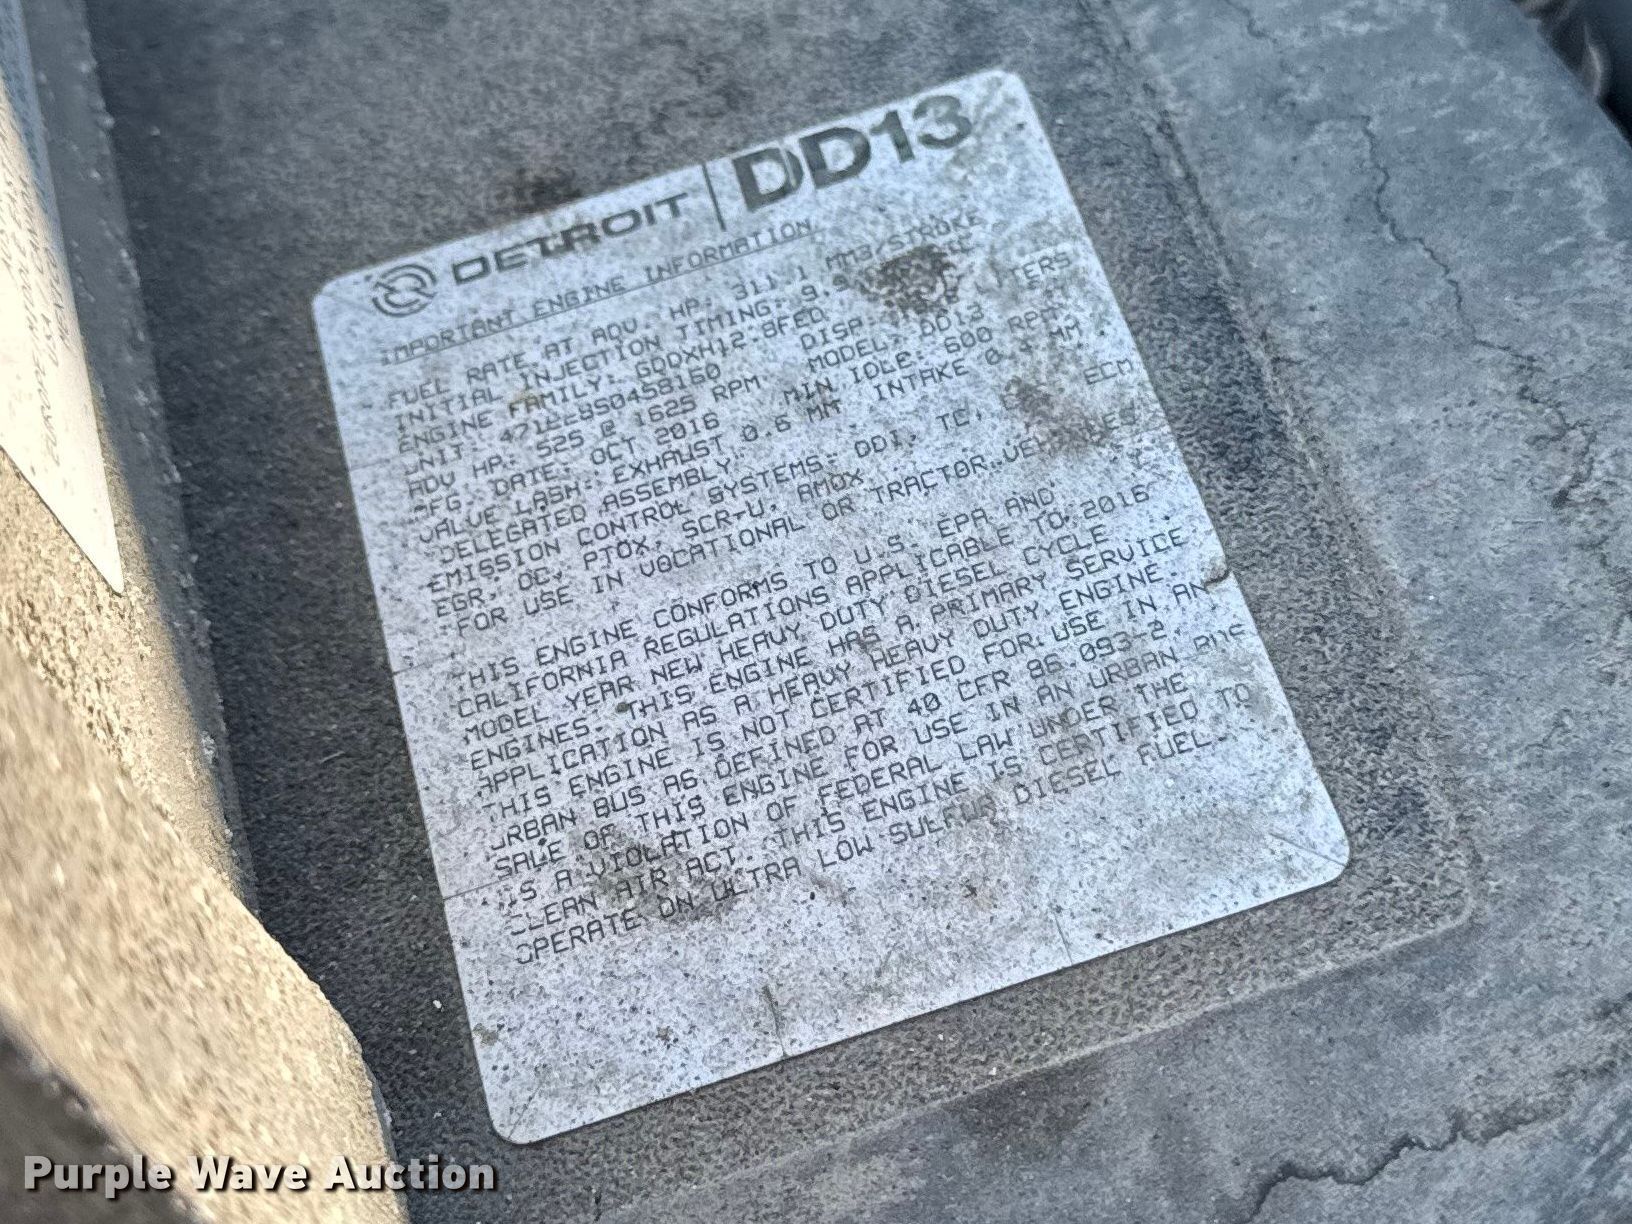 DETROIT | DD13
IMPORTANT ENGINE INFORMATION
FUEL RATE AT ADV. HP: 311.1 MM3/STROKE
INITIAL INJECTION TIMING: 9.5
ENGINE FAMILY: GDDXH12.8FED DISP: LITERS
UNIT: MODEL: DD13
ADV HP: 525 @ 1625 RPM MIN IDLE: 600 RPM
MFG. DATE: OCT 2016
VALVE LASH: EXHAUST 0.6 MM INTAKE 0.4 MM
DELEGATED ASSEMBLY
EMISSION CONTROL SYSTEMS: DDI, TC, ECM
EGR, OC, PTOX, SCR-U, AMOX
FOR USE IN VOCATIONAL OR TRACTOR VEHICLES
THIS ENGINE CONFORMS TO U.S. EPA AND
CALIFORNIA REGULATIONS APPLICABLE TO 2016
MODEL YEAR NEW HEAVY DUTY DIESEL CYCLE
ENGINES. THIS ENGINE HAS A PRIMARY SERVICE
APPLICATION AS A HEAVY HEAVY DUTY ENGINE.
THIS ENGINE IS NOT CERTIFIED FOR USE IN AN
URBAN BUS AS DEFINED AT 40 CFR 86.093-2.
SALE OF THIS ENGINE FOR USE IN AN URBAN BUS
IS A VIOLATION OF FEDERAL LAW UNDER THE
CLEAN AIR ACT. THIS ENGINE IS CERTIFIED TO
OPERATE ON ULTRA LOW SULFUR DIESEL FUEL.
Purple Wave Auction